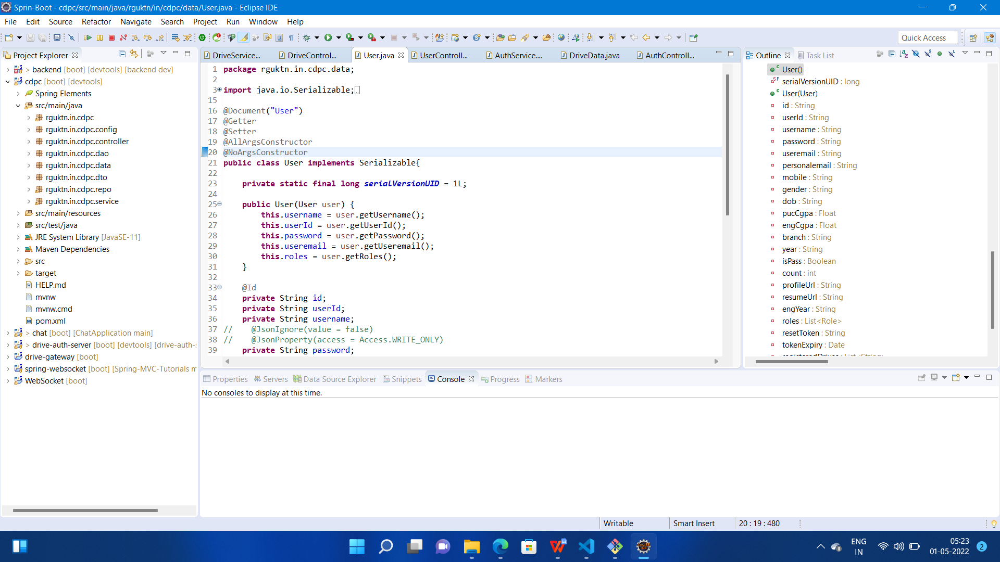 Sprin-Boot - cdpc/src/main/java/rguktn/in/cdpc/data/User.java - Eclipse IDE
File Edit Source Refactor Navigate Search Project Run Window Help
Quick Access
Project Explorer
> backend [boot] [devtools] [backend dev]
cdpc [boot] [devtools]
Spring Elements
src/main/java
rguktn.in.cdpc
rguktn.in.cdpc.config
rguktn.in.cdpc.controller
rguktn.in.cdpc.dao
rguktn.in.cdpc.data
rguktn.in.cdpc.dto
rguktn.in.cdpc.repo
rguktn.in.cdpc.service
src/main/resources
src/test/java
JRE System Library [JavaSE-11]
Maven Dependencies
src
target
HELP.md
mvnw
mvnw.cmd
pom.xml
> chat [boot] [ChatApplication main]
> drive-auth-server [boot] [devtools] [drive-auth-s
drive-gateway [boot]
spring-websocket [boot] [Spring-MVC-Tutorials m
WebSocket [boot]
DriveService... DriveControl... User.java UserControll... AuthService.... DriveData.java AuthControll...
1 package rguktn.in.cdpc.data;
2
3 import java.io.Serializable;
15
16 @Document("User")
17 @Getter
18 @Setter
19 @AllArgsConstructor
20 @NoArgsConstructor
21 public class User implements Serializable{
22
23 private static final long serialVersionUID = 1L;
24
25 public User(User user) {
26 this.username = user.getUsername();
27 this.userId = user.getUserId();
28 this.password = user.getPassword();
29 this.useremail = user.getUseremail();
30 this.roles = user.getRoles();
31 }
32
33 @Id
34 private String id;
35 private String userId;
36 private String username;
37 // @JsonIgnore(value = false)
38 // @JsonProperty(access = Access.WRITE_ONLY)
39 private String password;
Outline Task List
User()
serialVersionUID : long
User(User)
id : String
userId : String
username : String
password : String
useremail : String
personalemail : String
mobile : String
gender : String
dob : String
pucCgpa : Float
engCgpa : Float
branch : String
year : String
isPass : Boolean
count : int
profileUrl : String
resumeUrl : String
engYear : String
roles : List<Role>
resetToken : String
tokenExpiry : Date
Properties Servers Data Source Explorer Snippets Console Progress Markers
No consoles to display at this time.
Writable Smart Insert 20 : 19 : 480
ENG
IN
05:23
01-05-2022
2